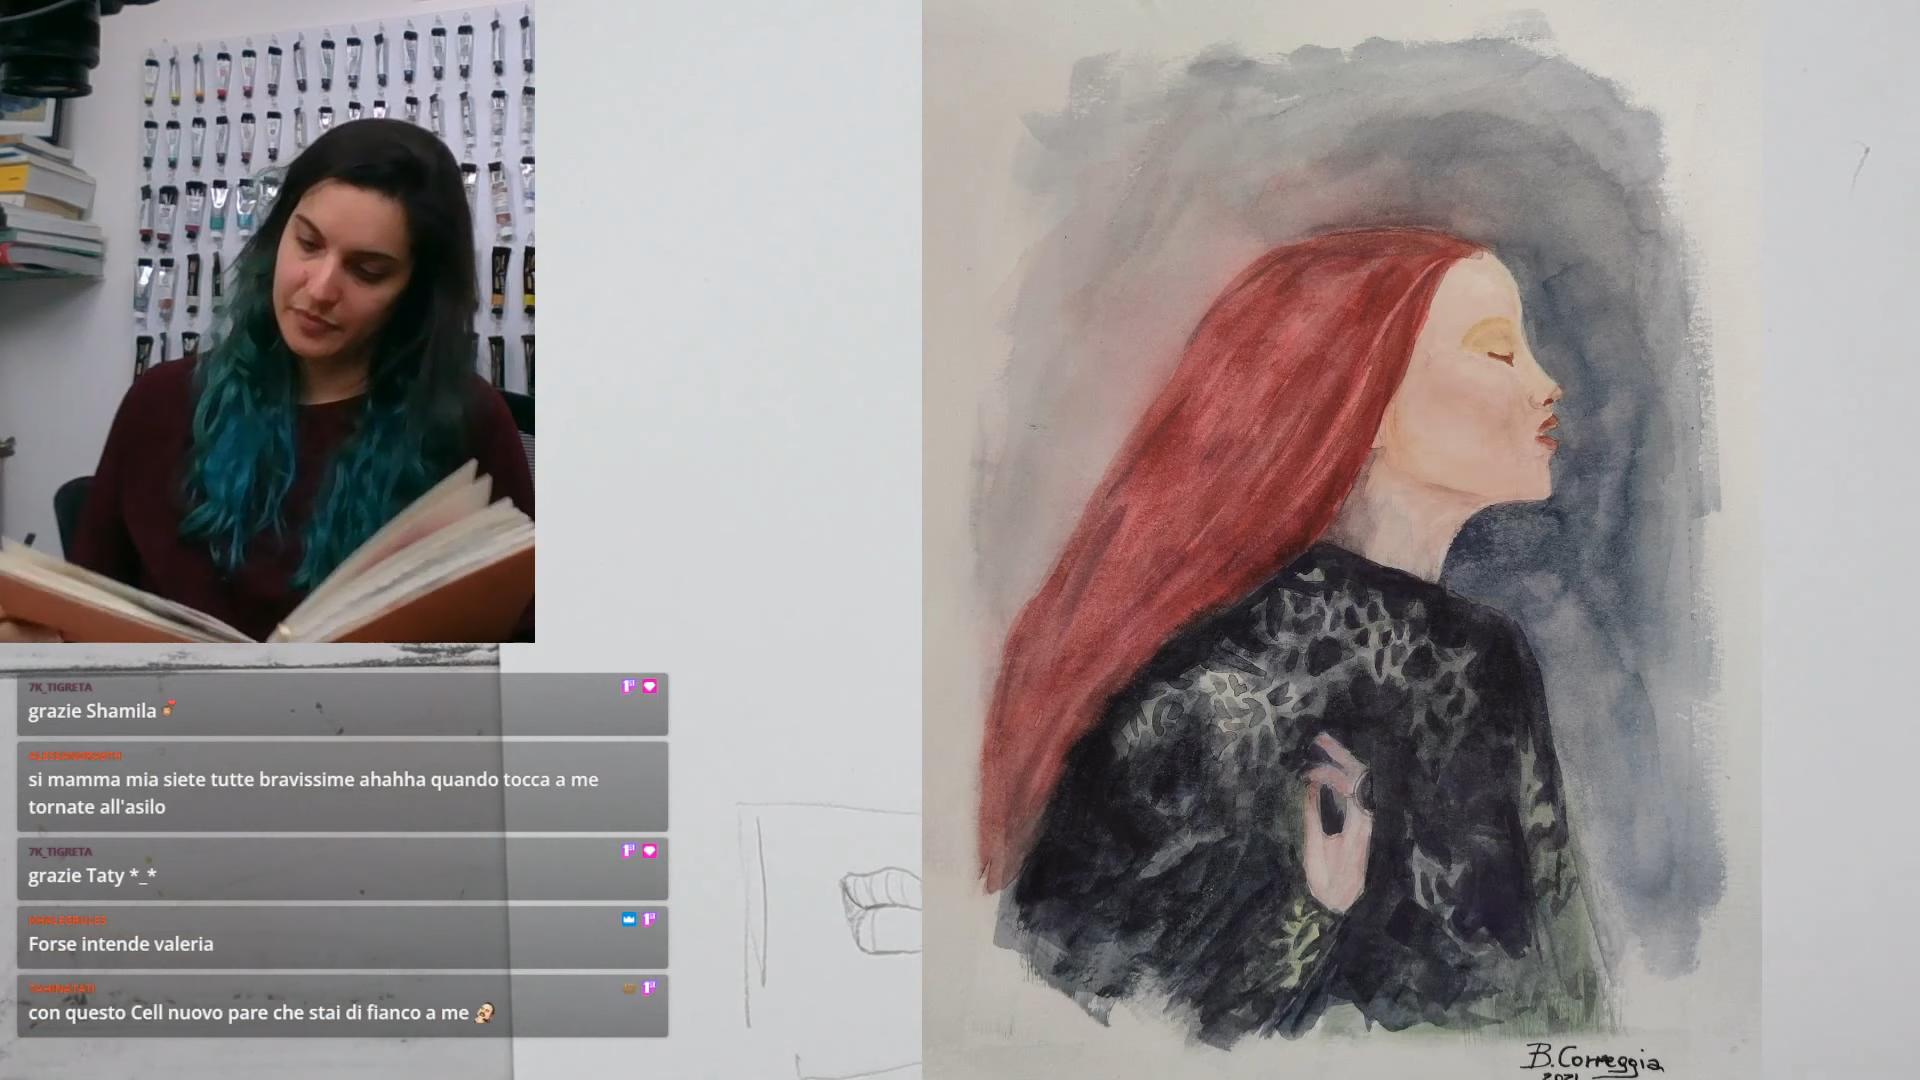 7K_TIGRETA
grazie Shamila
si mamma mia siete tutte bravissime ahahha quando tocca a me
tornate all'asilo
7K_TIGRETA
grazie Taty *_*
Forse intende valeria
con questo Cell nuovo pare che stai di fianco a me
B. Correggia
2021